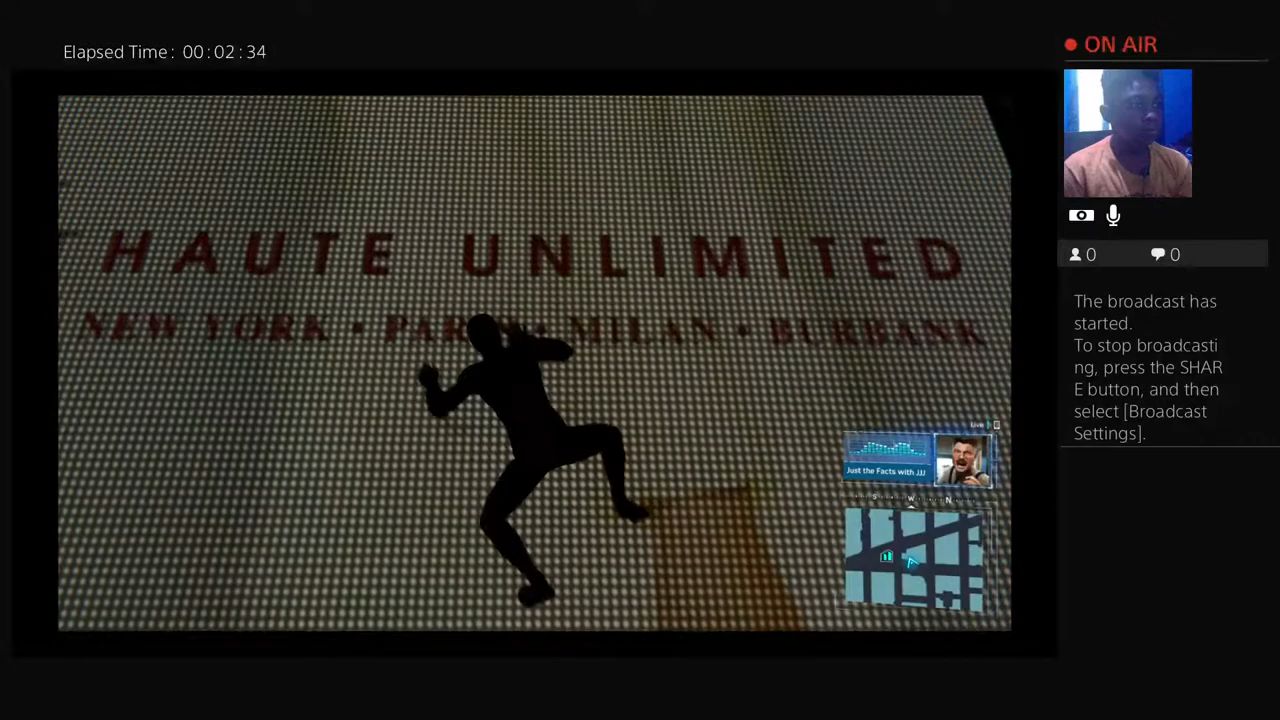 Elapsed Time: 00:02:34
ON AIR
HAUTE UNLIMITED
NEW YORK • PARIS • MILAN • BURBANK
0
0
The broadcast has
started.
To stop broadcasti
ng, press the SHAR
E button, and then
select [Broadcast
Settings].
Live
Just the Facts with JJJ
S W N